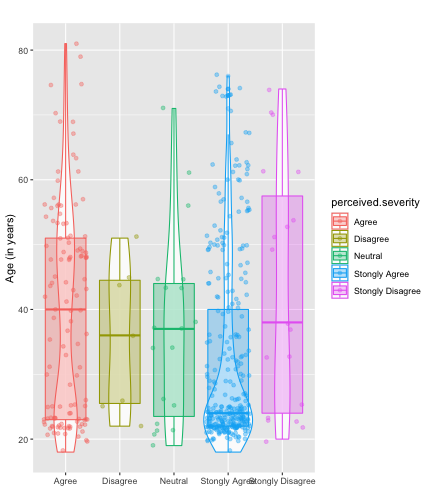 80
60
40
20
Age (in years)
Agree
Disagree
Neutral
Stongly Agree
Stongly Disagree
perceived.severity
Agree
Disagree
Neutral
Stongly Agree
Stongly Disagree